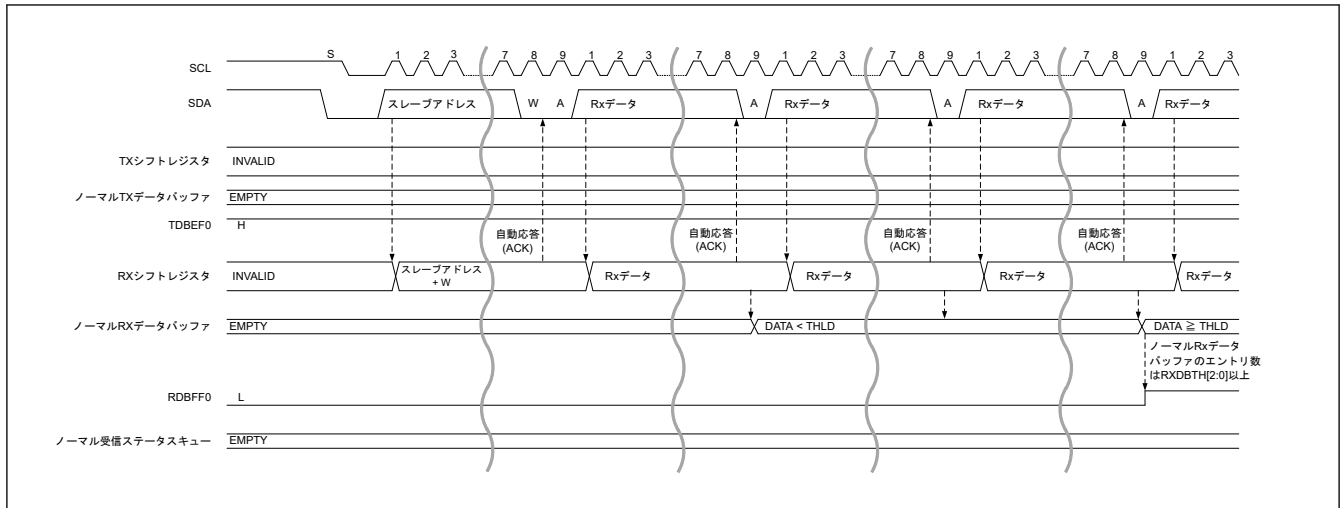 S 1 2 3 7 8 9 1 2 3 7 8 9 1 2 3 7 8 9 1 2 3 7 8 9 1 2 3
SCL
SDA スレーブアドレス W A Rxデータ A Rxデータ A Rxデータ A Rxデータ
TXシフトレジスタ INVALID
ノーマルTXデータバッファ EMPTY
TDBEF0 H
自動応答 自動応答 自動応答 自動応答
(ACK) (ACK) (ACK) (ACK)
RXシフトレジスタ INVALID スレーブアドレス Rxデータ Rxデータ Rxデータ Rxデータ
+ W
ノーマルRXデータバッファ EMPTY DATA < THLD DATA ≧ THLD
ノーマルRxデータ
バッファのエントリ数
はRXDBTH[2:0]以上
RDBFF0 L
ノーマル受信ステータスキュー EMPTY